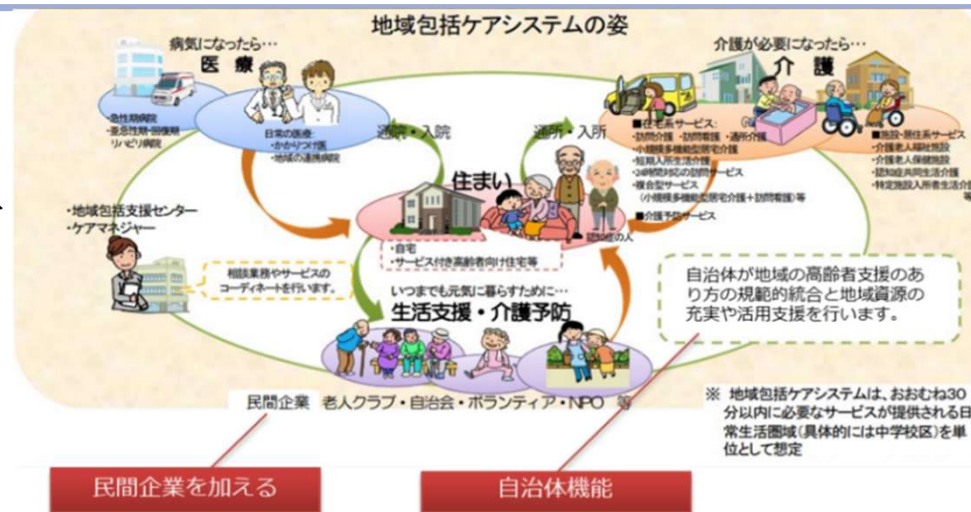 地域包括ケアシステムの姿
病気になったら…
医 療
・急性期病院
・亜急性期・回復期
リハビリ病院
日常の医療:
・かかりつけ医
・地域の連携病院
通院・入院
通所・入所
介護が必要になったら…
介 護
■在宅系サービス:
・訪問介護・訪問看護・通所介護
・小規模多機能型居宅介護
・短期入所生活介護
・24時間対応の訪問サービス
・複合型サービス
(小規模多機能型居宅介護+訪問看護)等
■介護予防サービス
■施設・居住系サービス
・介護老人福祉施設
・介護老人保健施設
・認知症共同生活介護
・特定施設入所者生活介
等
住まい
認知症の人
・自宅
・サービス付き高齢者向け住宅等
・地域包括支援センター
・ケアマネジャー
相談業務やサービスの
コーディネートを行います。
いつまでも元気に暮らすために…
生活支援・介護予防
民間企業 老人クラブ・自治会・ボランティア・NPO 等
自治体が地域の高齢者支援のあ
り方の規範的統合と地域資源の
充実や活用支援を行います。
※ 地域包括ケアシステムは、おおむね30
分以内に必要なサービスが提供される日
常生活圏域(具体的には中学校区)を単
位として想定
民間企業を加える
自治体機能